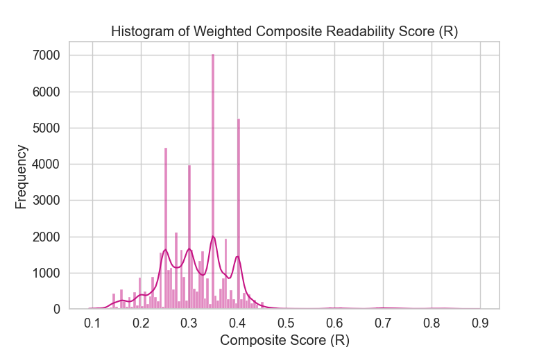 Histogram of Weighted Composite Readability Score (R)
7000
6000
5000
4000
3000
2000
1000
0
Frequency
0.1 0.2 0.3 0.4 0.5 0.6 0.7 0.8 0.9
Composite Score (R)